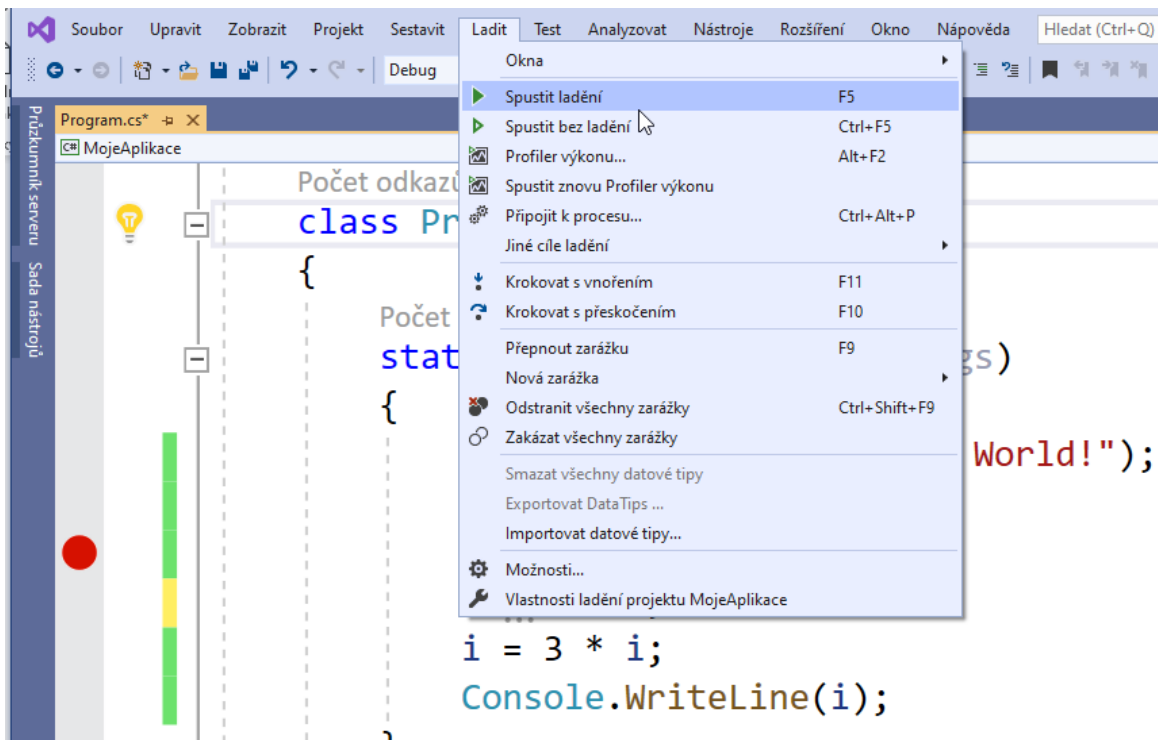 Soubor Upravit Zobrazit Projekt Sestavit Ladit Test Analyzovat Nástroje Rozšíření Okno Nápověda Hledat (Ctrl+Q)
Debug
Průzkumník serveru
Sada nástrojů
Program.cs*
C# MojeAplikace
Okna
Spustit ladění F5
Spustit bez ladění Ctrl+F5
Profiler výkonu... Alt+F2
Spustit znovu Profiler výkonu
Připojit k procesu... Ctrl+Alt+P
Jiné cíle ladění
Krokovat s vnořením F11
Krokovat s přeskočením F10
Přepnout zarážku F9
Nová zarážka
Odstranit všechny zarážky Ctrl+Shift+F9
Zakázat všechny zarážky
Smazat všechny datové tipy
Exportovat DataTips ...
Importovat datové tipy...
Možnosti...
Vlastnosti ladění projektu MojeAplikace
Počet odkazů
class Pr
{
Počet
stat gs)
{
World!");
i = 3 * i;
Console.WriteLine(i);